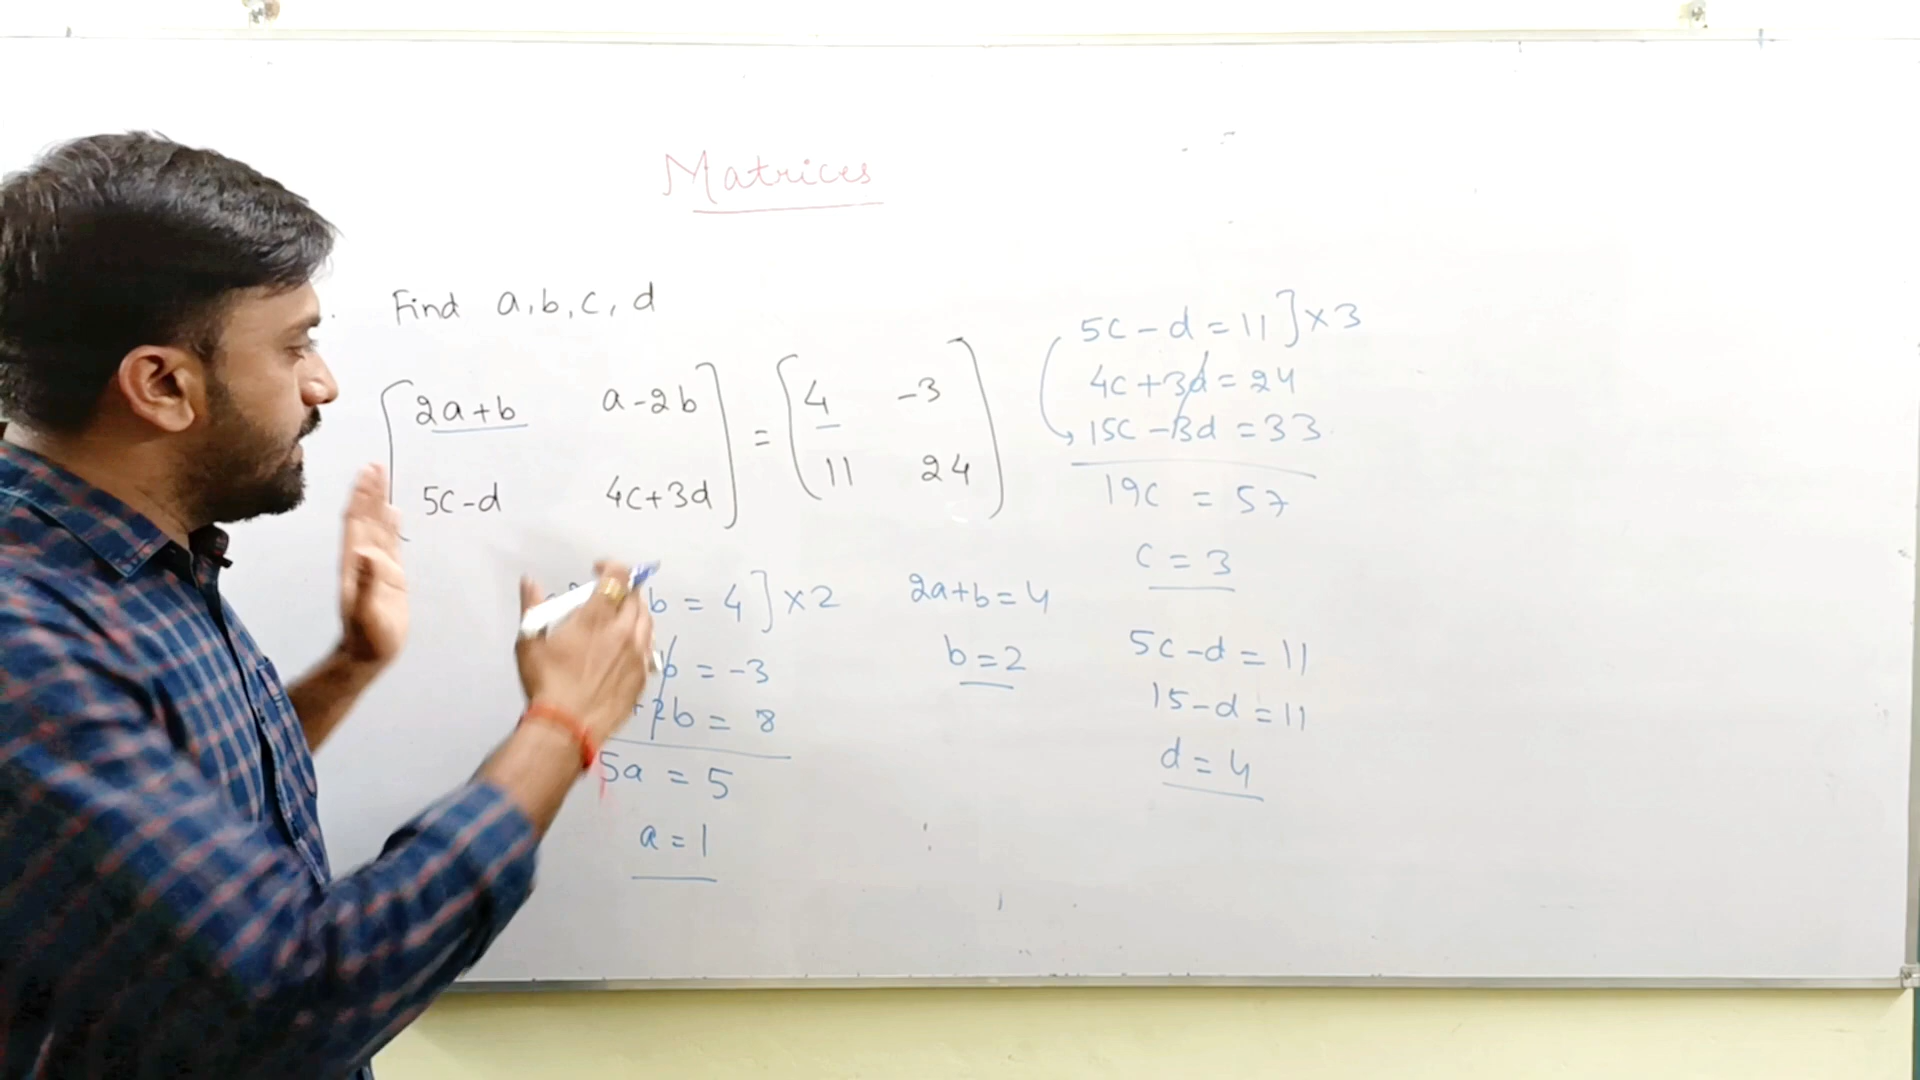 Matrices
Find a, b, c, d
[2a+b a-2b] = [4 -3]
[5c-d 4c+3d] [11 24]
b = 4] ×2
b = -3
+2b = 8
5a = 5
a = 1
2a+b = 4
b = 2
5c - d = 11] ×3
4c + 3d = 24
15c - 3d = 33
19c = 57
c = 3
5c - d = 11
15 - d = 11
d = 4